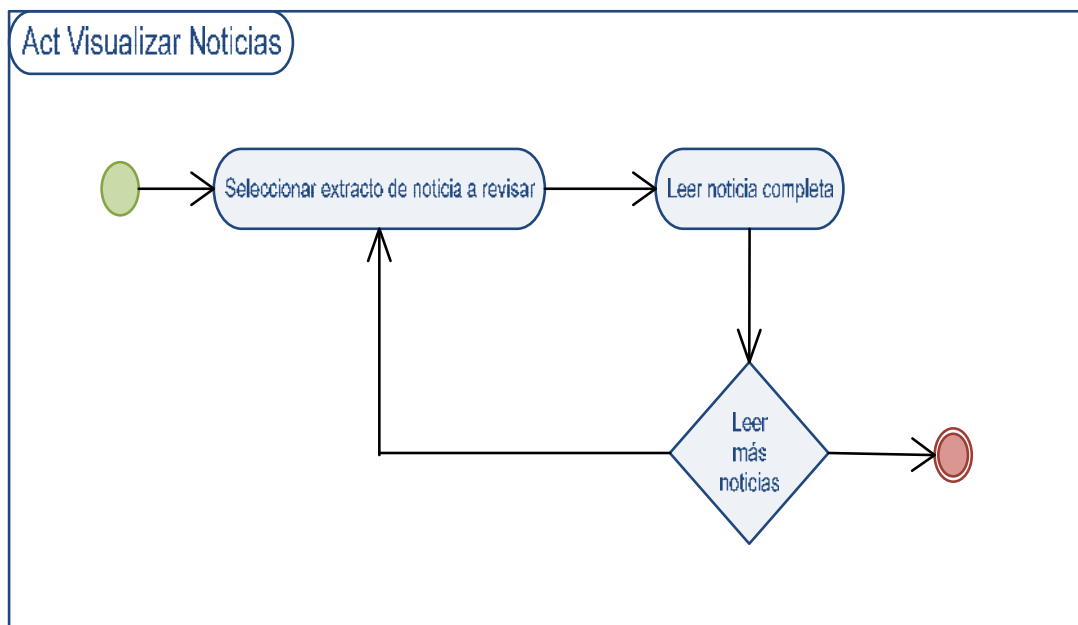 Act Visualizar Noticias
Seleccionar extracto de noticia a revisar
Leer noticia completa
Leer
más
noticias